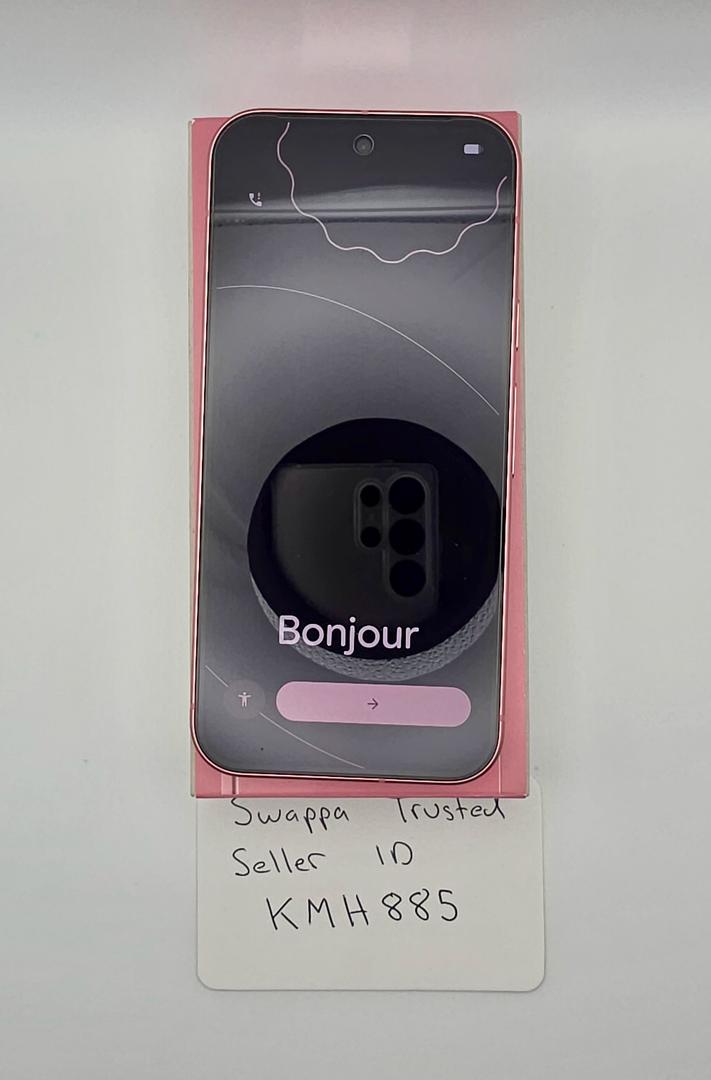 Bonjour
Swappa Trusted
Seller ID
KMH885